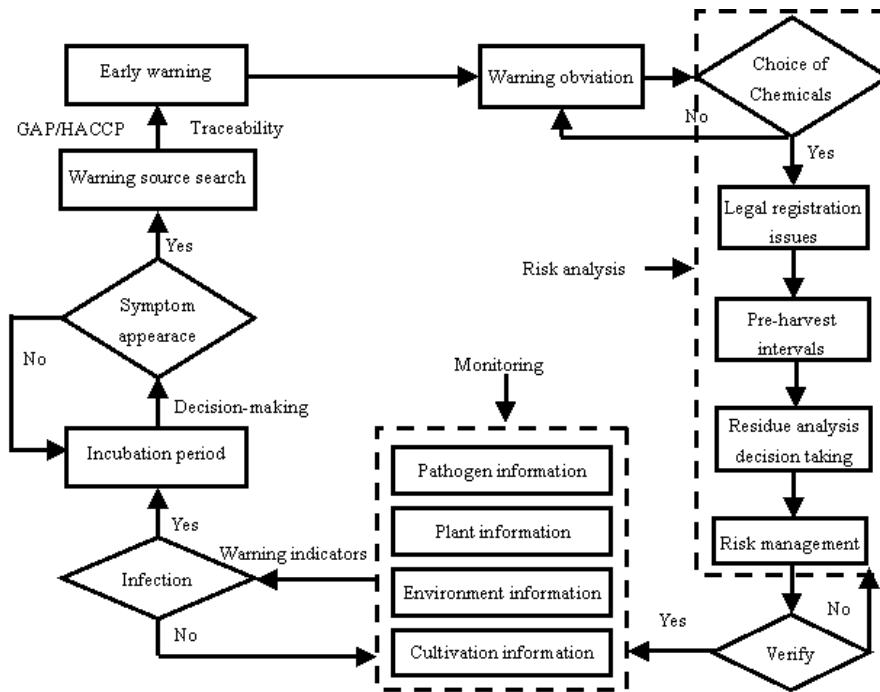 Early warning
Warning obviation
Choice of
Chemicals
No
GAP/HACCP
Traceability
Yes
Warning source search
Legal registration
issues
Yes
Risk analysis
Symptom
appearace
Pre-harvest
intervals
No
Monitoring
Decision-making
Residue analysis
decision taking
Incubation period
Pathogen information
Yes
Plant information
Risk management
Warning indicators
Infection
Environment information
No
Yes
No
Cultivation information
Verify